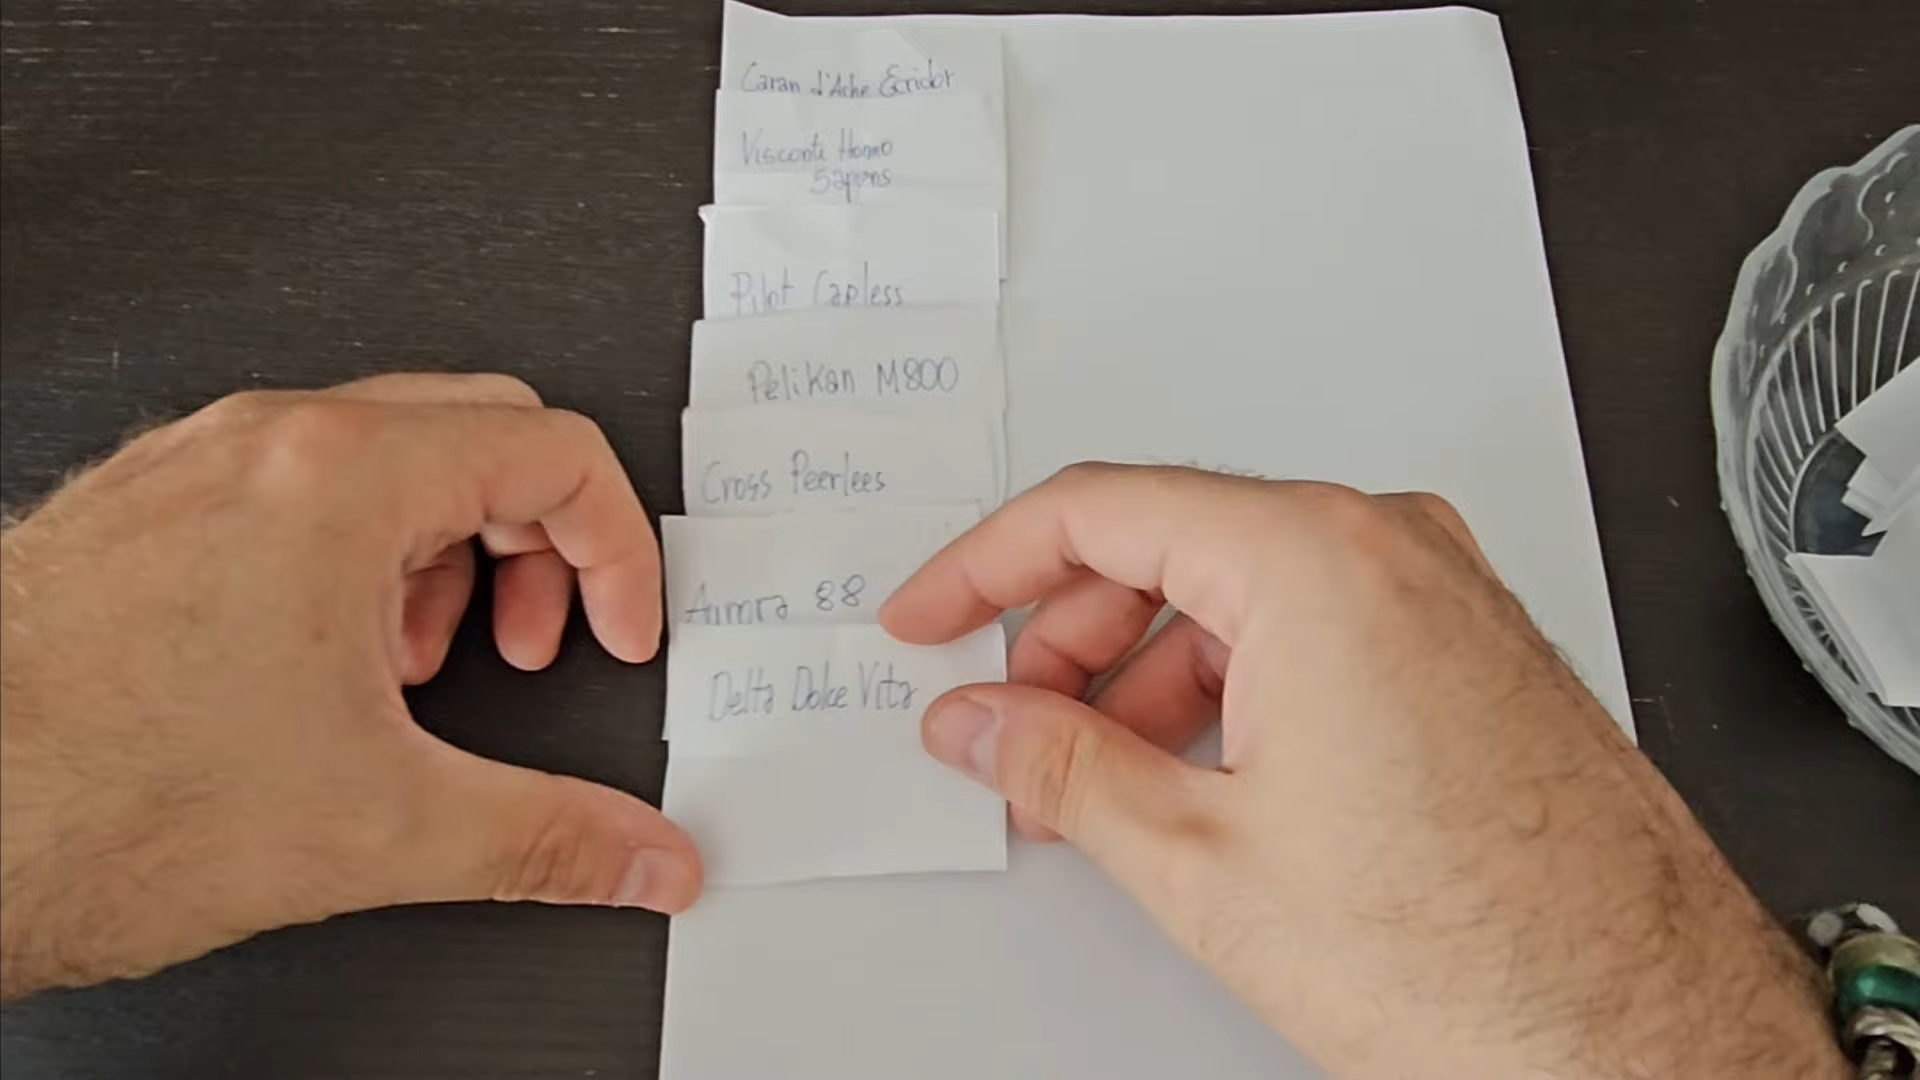 Caran d'Ache Ecridor
Visconti Homo
Sapiens
Pilot Capless
Pelikan M800
Cross Peerlees
Aurora 88
Delta Dolce Vita